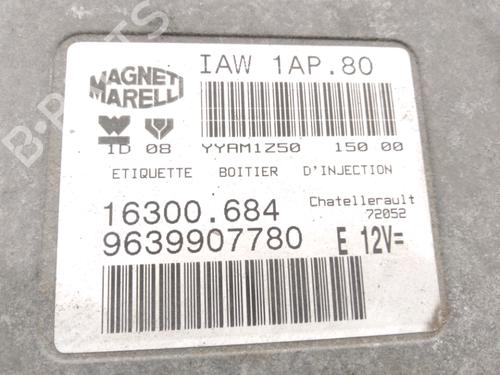 MAGNETI MARELLI
IAW 1AP.80
1D 08
YYAM1Z50
150 00
ETIQUETTE BOITIER D'INJECTION
16300.684
Chatellerault
72052
9639907780
E 12V=
B-PARTS